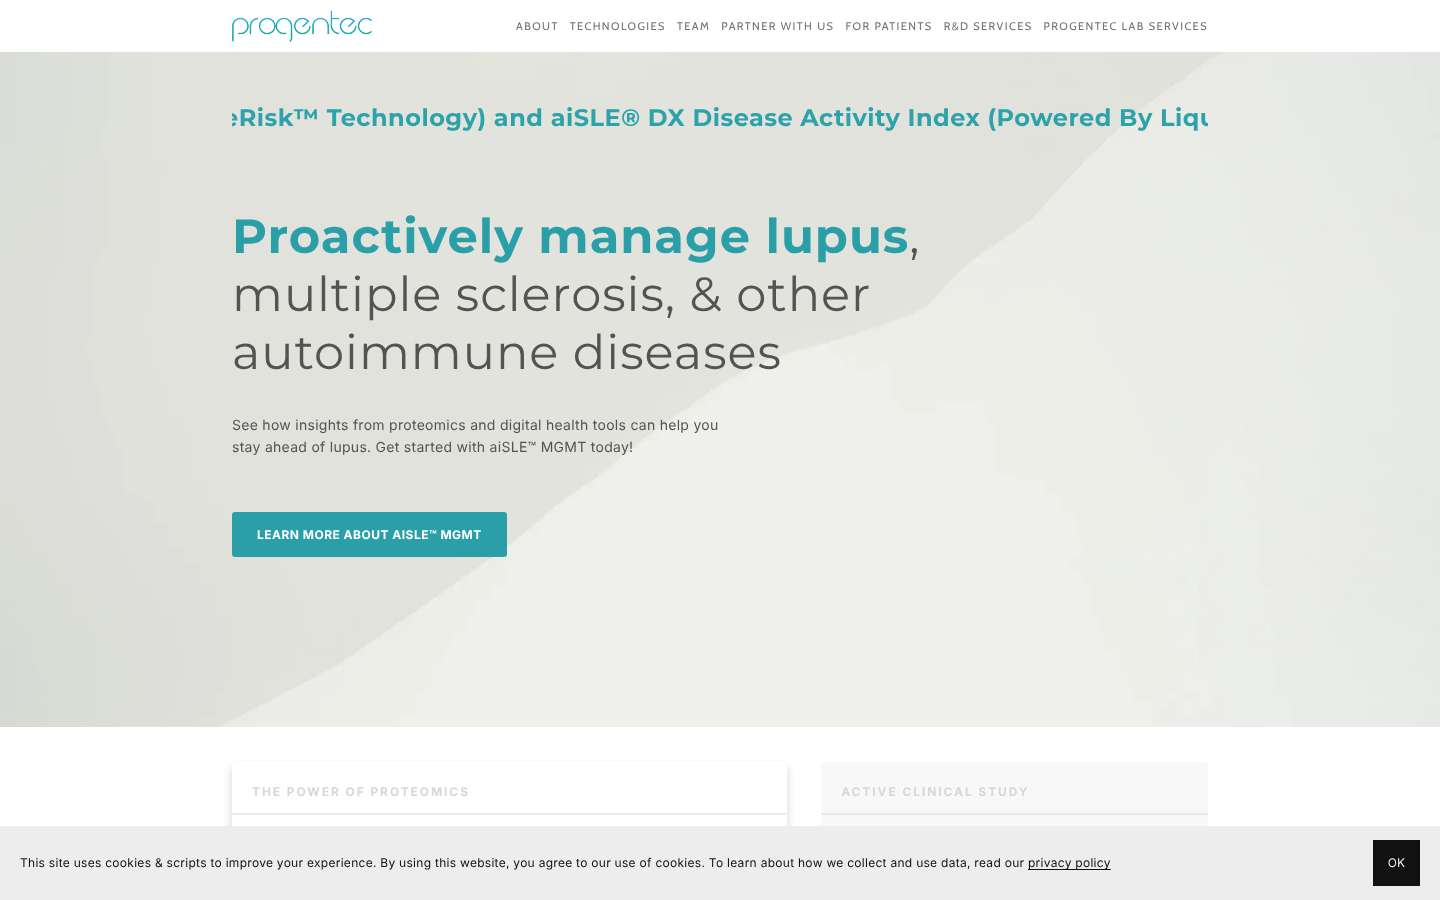 progentec
ABOUT TECHNOLOGIES TEAM PARTNER WITH US FOR PATIENTS R&D SERVICES PROGENTEC LAB SERVICES
eRisk™ Technology) and aiSLE® DX Disease Activity Index (Powered By Liqu
Proactively manage lupus,
multiple sclerosis, & other
autoimmune diseases
See how insights from proteomics and digital health tools can help you
stay ahead of lupus. Get started with aiSLE™ MGMT today!
LEARN MORE ABOUT AISLE™ MGMT
THE POWER OF PROTEOMICS
ACTIVE CLINICAL STUDY
This site uses cookies & scripts to improve your experience. By using this website, you agree to our use of cookies. To learn about how we collect and use data, read our privacy policy
OK